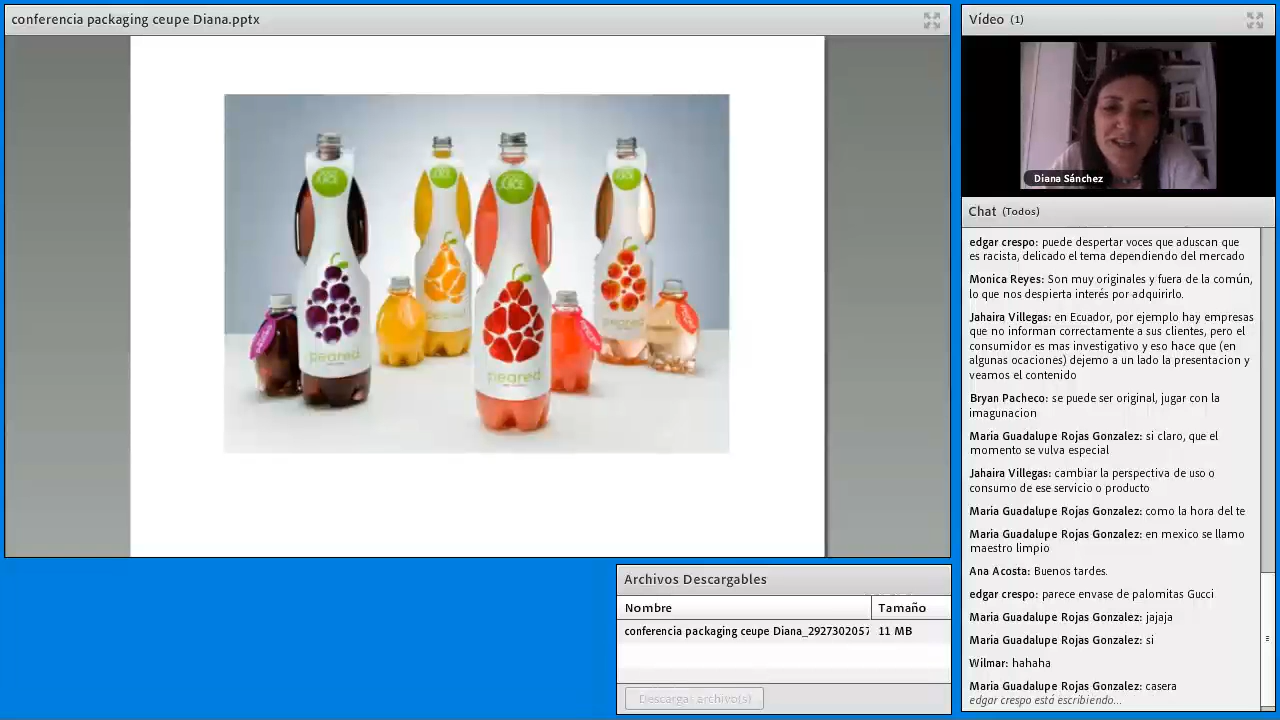 conferencia packaging ceupe Diana.pptx
JUICE
JUICE
peared
peared
peared
Archivos Descargables
Nombre
Tamaño
conferencia packaging ceupe Diana_2927302057
11 MB
Descargar archivo(s)
Vídeo (1)
Diana Sánchez
Chat (Todos)
edgar crespo: puede despertar voces que aduscan que
es racista, delicado el tema dependiendo del mercado
Monica Reyes: Son muy originales y fuera de la común,
lo que nos despierta interés por adquirirlo.
Jahaira Villegas: en Ecuador, por ejemplo hay empresas
que no informan correctamente a sus clientes, pero el
consumidor es mas investigativo y eso hace que (en
algunas ocaciones) dejemo a un lado la presentacion y
veamos el contenido
Bryan Pacheco: se puede ser original, jugar con la
imagunacion
Maria Guadalupe Rojas Gonzalez: si claro, que el
momento se vulva especial
Jahaira Villegas: cambiar la perspectiva de uso o
consumo de ese servicio o producto
Maria Guadalupe Rojas Gonzalez: como la hora del te
Maria Guadalupe Rojas Gonzalez: en mexico se llamo
maestro limpio
Ana Acosta: Buenos tardes.
edgar crespo: parece envase de palomitas Gucci
Maria Guadalupe Rojas Gonzalez: jajaja
Maria Guadalupe Rojas Gonzalez: si
Wilmar: hahaha
Maria Guadalupe Rojas Gonzalez: casera
edgar crespo está escribiendo...